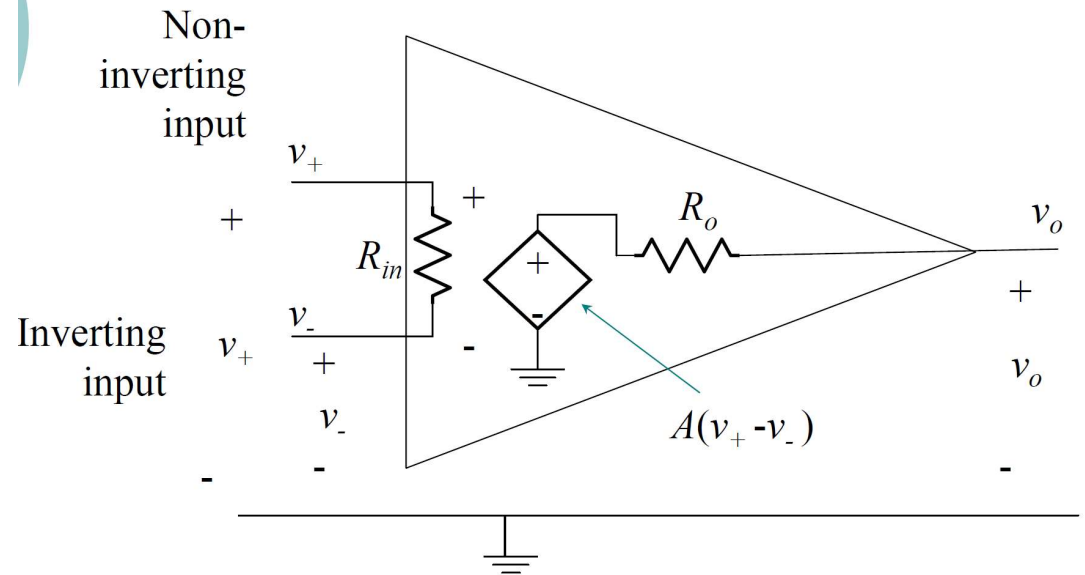 Non-
inverting
input
v₊
+
+
Rᵢₙ
Rₒ
vₒ
+
-
+
v₋
-
Inverting
input
v₊
+
v₋
A(v₊ -v₋ )
vₒ
-
-
-